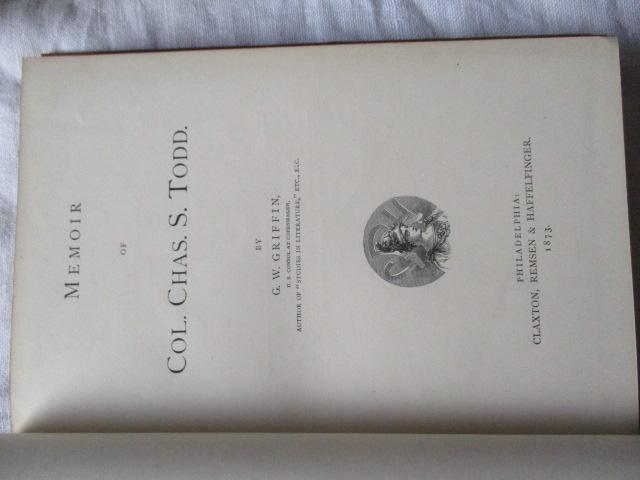 MEMOIR
OF
COL. CHAS. S. TODD.
BY
G. W. GRIFFIN,
U. S. CONSUL AT COPENHAGEN,
AUTHOR OF "STUDIES IN LITERATURE," ETC., ETC.
PHILADELPHIA:
CLAXTON, REMSEN & HAFFELFINGER.
1873.